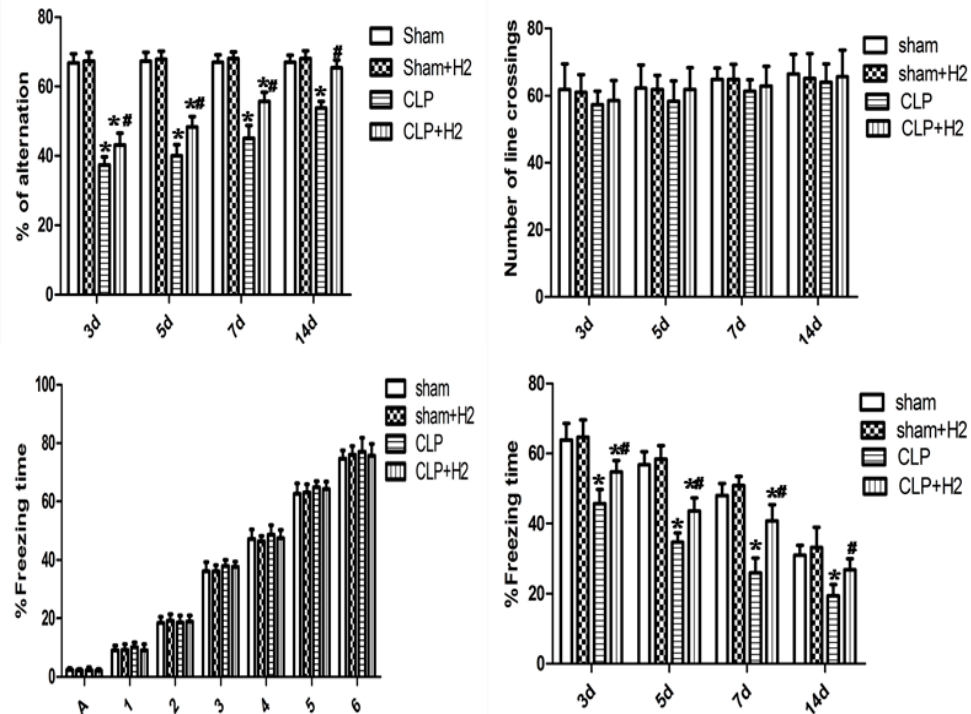 % of alternation
80
60
40
20
0
3d
5d
7d
14d
Sham
Sham+H2
CLP
CLP+H2
*
*#
*
*#
*
*#
*
#
Number of line crossings
80
60
40
20
0
3d
5d
7d
14d
sham
sham+H2
CLP
CLP+H2
%Freezing time
100
80
60
40
20
0
A
1
2
3
4
5
6
sham
sham+H2
CLP
CLP+H2
%Freezing time
80
60
40
20
0
3d
5d
7d
14d
sham
sham+H2
CLP
CLP+H2
*
*#
*
*#
*
*#
*
#